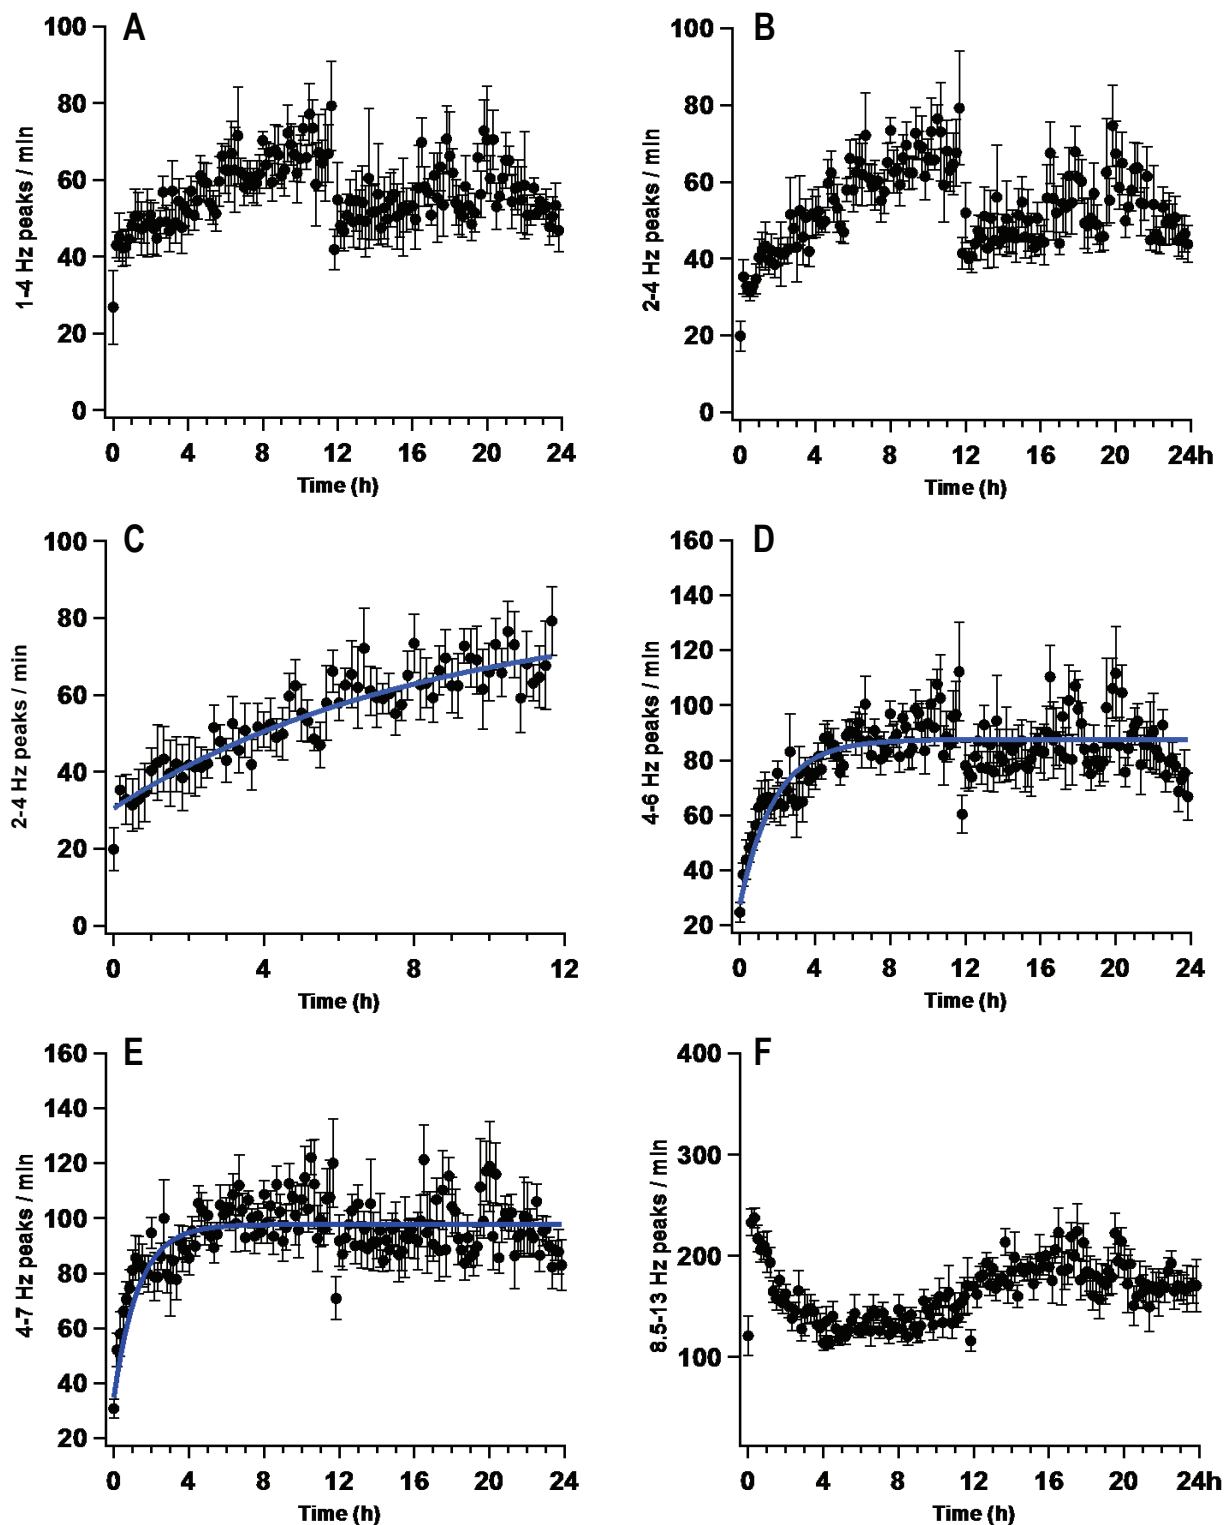 A
100
80
60
40
20
0
1-4 Hz peaks / min
0 4 8 12 16 20 24
Time (h)
B
100
80
60
40
20
0
2-4 Hz peaks / min
0 4 8 12 16 20 24h
Time (h)
C
100
80
60
40
20
0
2-4 Hz peaks / min
0 4 8 12
Time (h)
D
160
140
120
100
80
60
40
20
4-6 Hz peaks / min
0 4 8 12 16 20 24
Time (h)
E
160
140
120
100
80
60
40
20
4-7 Hz peaks / min
0 4 8 12 16 20 24
Time (h)
F
400
300
200
100
8.5-13 Hz peaks / min
0 4 8 12 16 20 24h
Time (h)